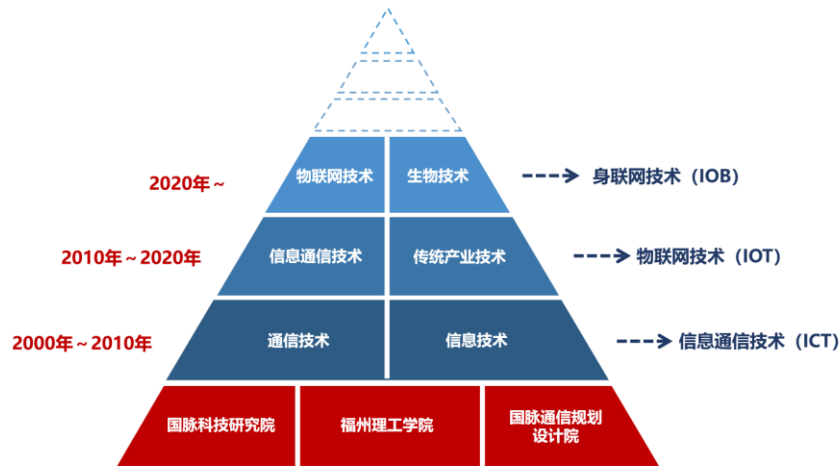 2020年~
物联网技术
生物技术
身联网技术（IOB）
2010年~2020年
信息通信技术
传统产业技术
物联网技术（IOT）
2000年~2010年
通信技术
信息技术
信息通信技术（ICT）
国脉科技研究院
福州理工学院
国脉通信规划
设计院